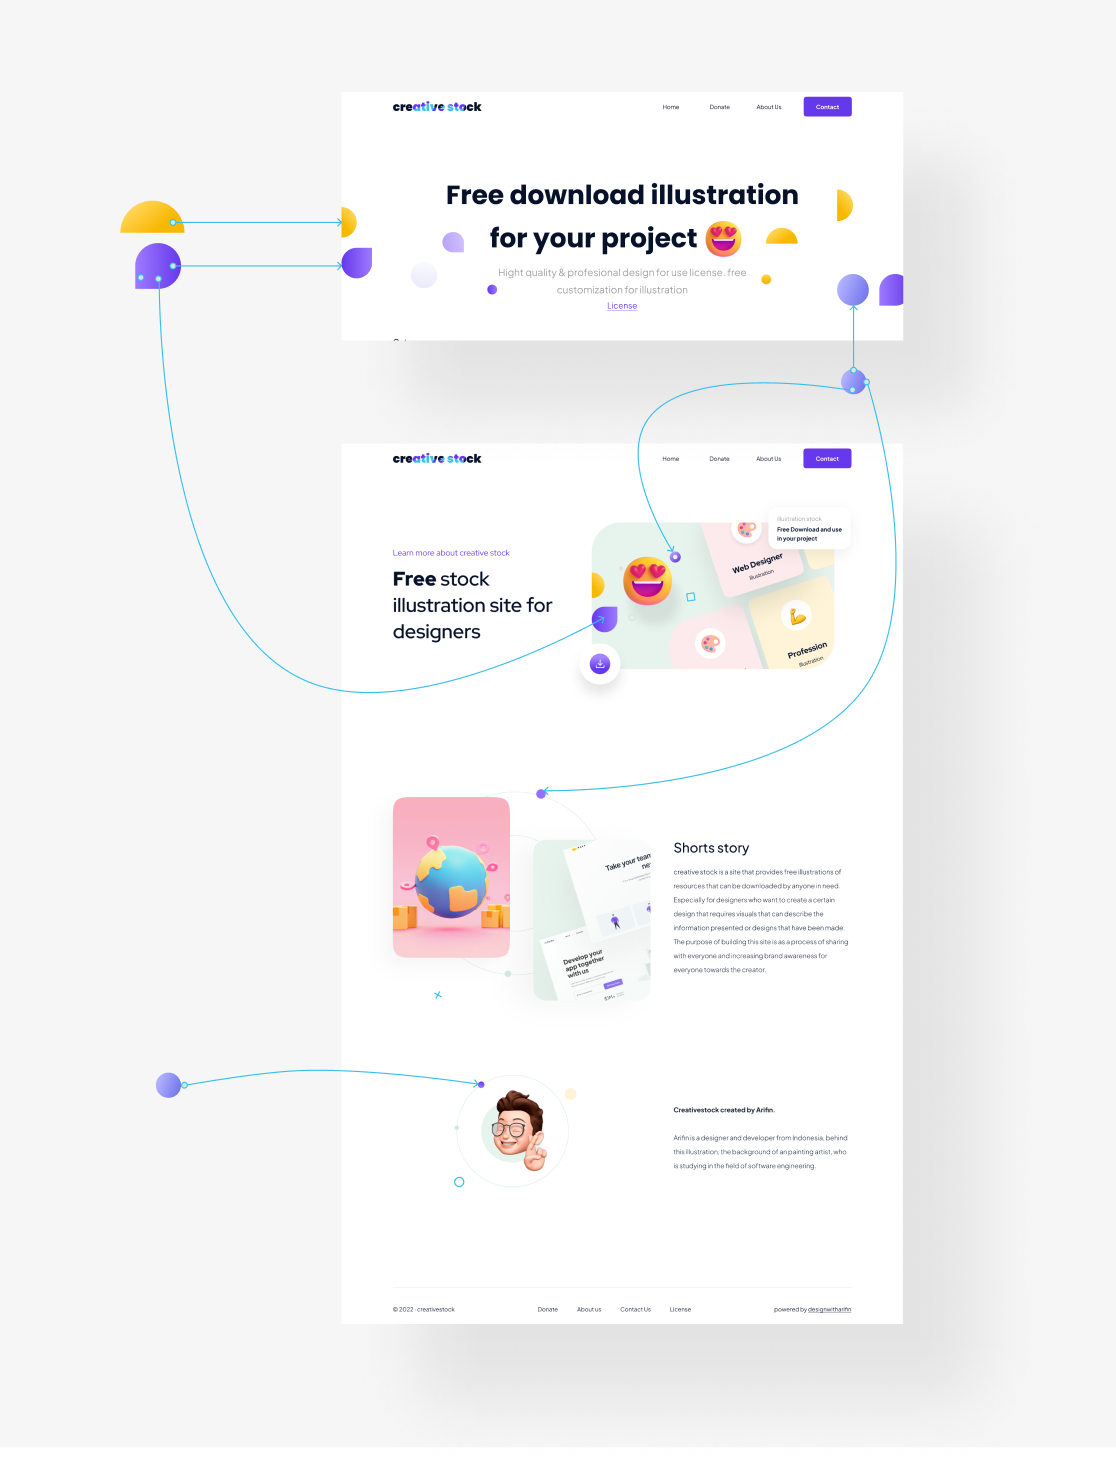 creative stock
Home Donate About Us Contact
Free download illustration
for your project
Hight quality & profesional design for use license. free
customization for illustration
License
creative stock
Home Donate About Us Contact
Learn more about creative stock
Free stock
illustration site for
designers
Illustration stock
Free Download and use
in your project
Web Designer
Illustration
Profession
Illustration
Take your team
Develop your
app together
with us
Shorts story
creative stock is a site that provides free illustrations of
resources that can be downloaded by anyone in need.
Especially for designers who want to create a certain
design that requires visuals that can describe the
information presented or designs that have been made.
The purpose of building this site is as a process of sharing
with everyone and increasing brand awareness for
everyone towards the creator.
Creativestock created by Arifin.
Arifin is a designer and developer from Indonesia, behind
this illustration, the background of an painting artist, who
is studying in the field of software engineering.
© 2022 · creativestock
Donate About us Contact Us License
powered by designwitharifin